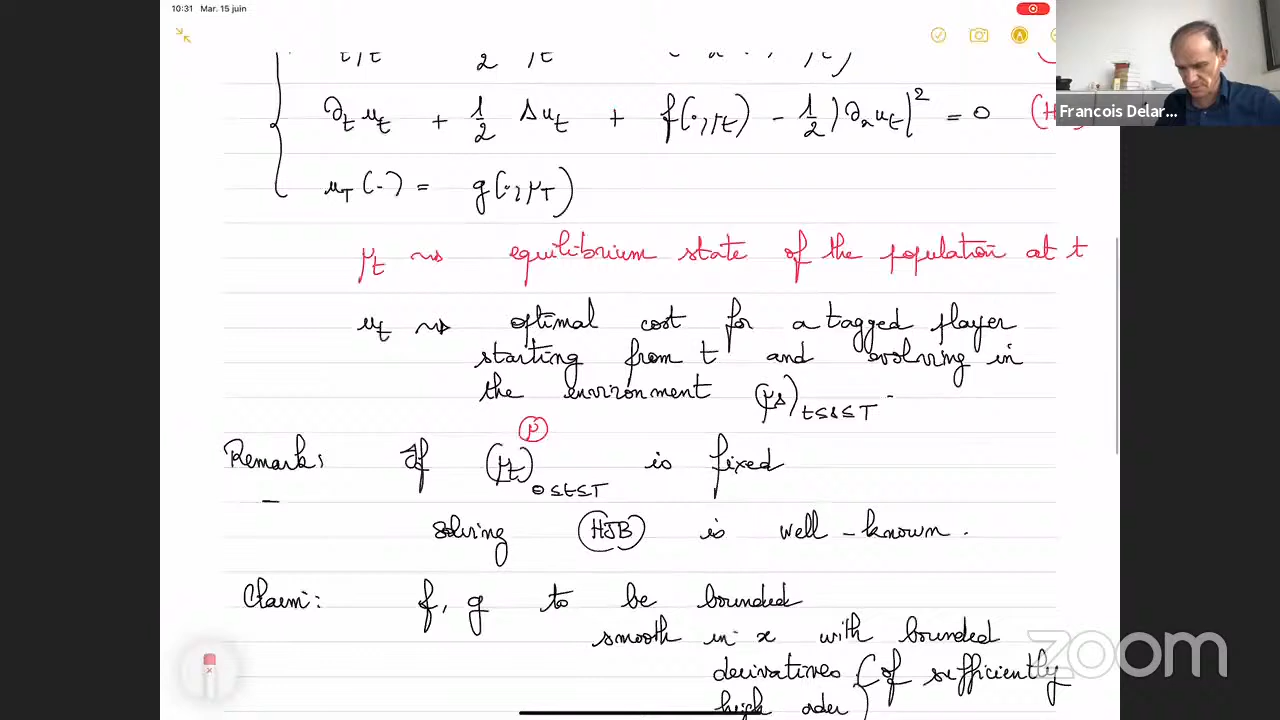 10:31 Mar. 15 juin
∂_t u_t + 1/2 Δu_t + f(·, μ_t) - 1/2 |∂_x u_t|² = 0
Francois Delar...
u_T(·) = g(·, μ_T)
μ_t ⇝ equilibrium state of the population at t
u_t ⇝ optimal cost for a tagged player
starting from t and evolving in
the environment (μ_s)_{t≤s≤T}.
μ
Remark: If (μ_t)_{0≤t≤T} is fixed
solving (HJB) is well-known.
Claim: f, g to be bounded
smooth in x with bounded
derivatives (of sufficiently
high order)
zoom